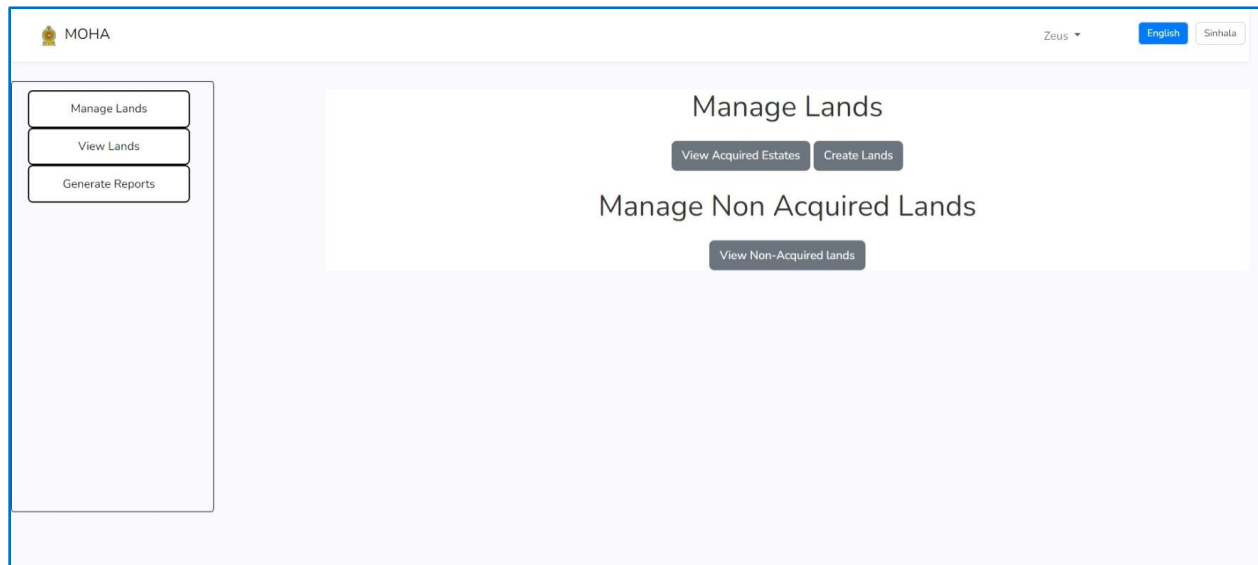 MOHA
Zeus
English
Sinhala
Manage Lands
View Lands
Generate Reports
Manage Lands
View Acquired Estates
Create Lands
Manage Non Acquired Lands
View Non-Acquired lands